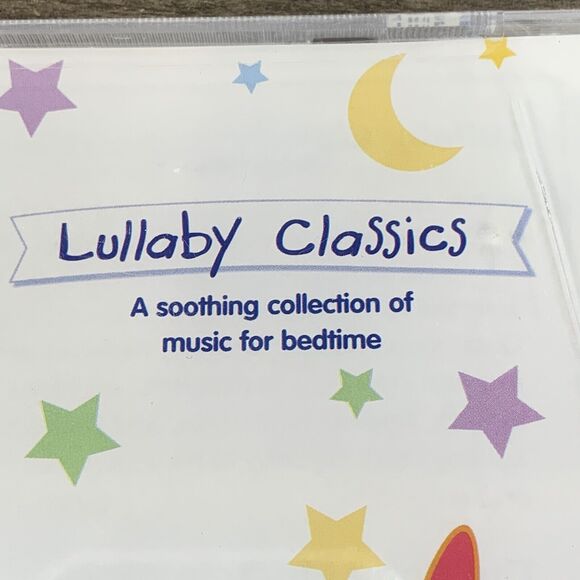 Lullaby Classics
A soothing collection of
music for bedtime